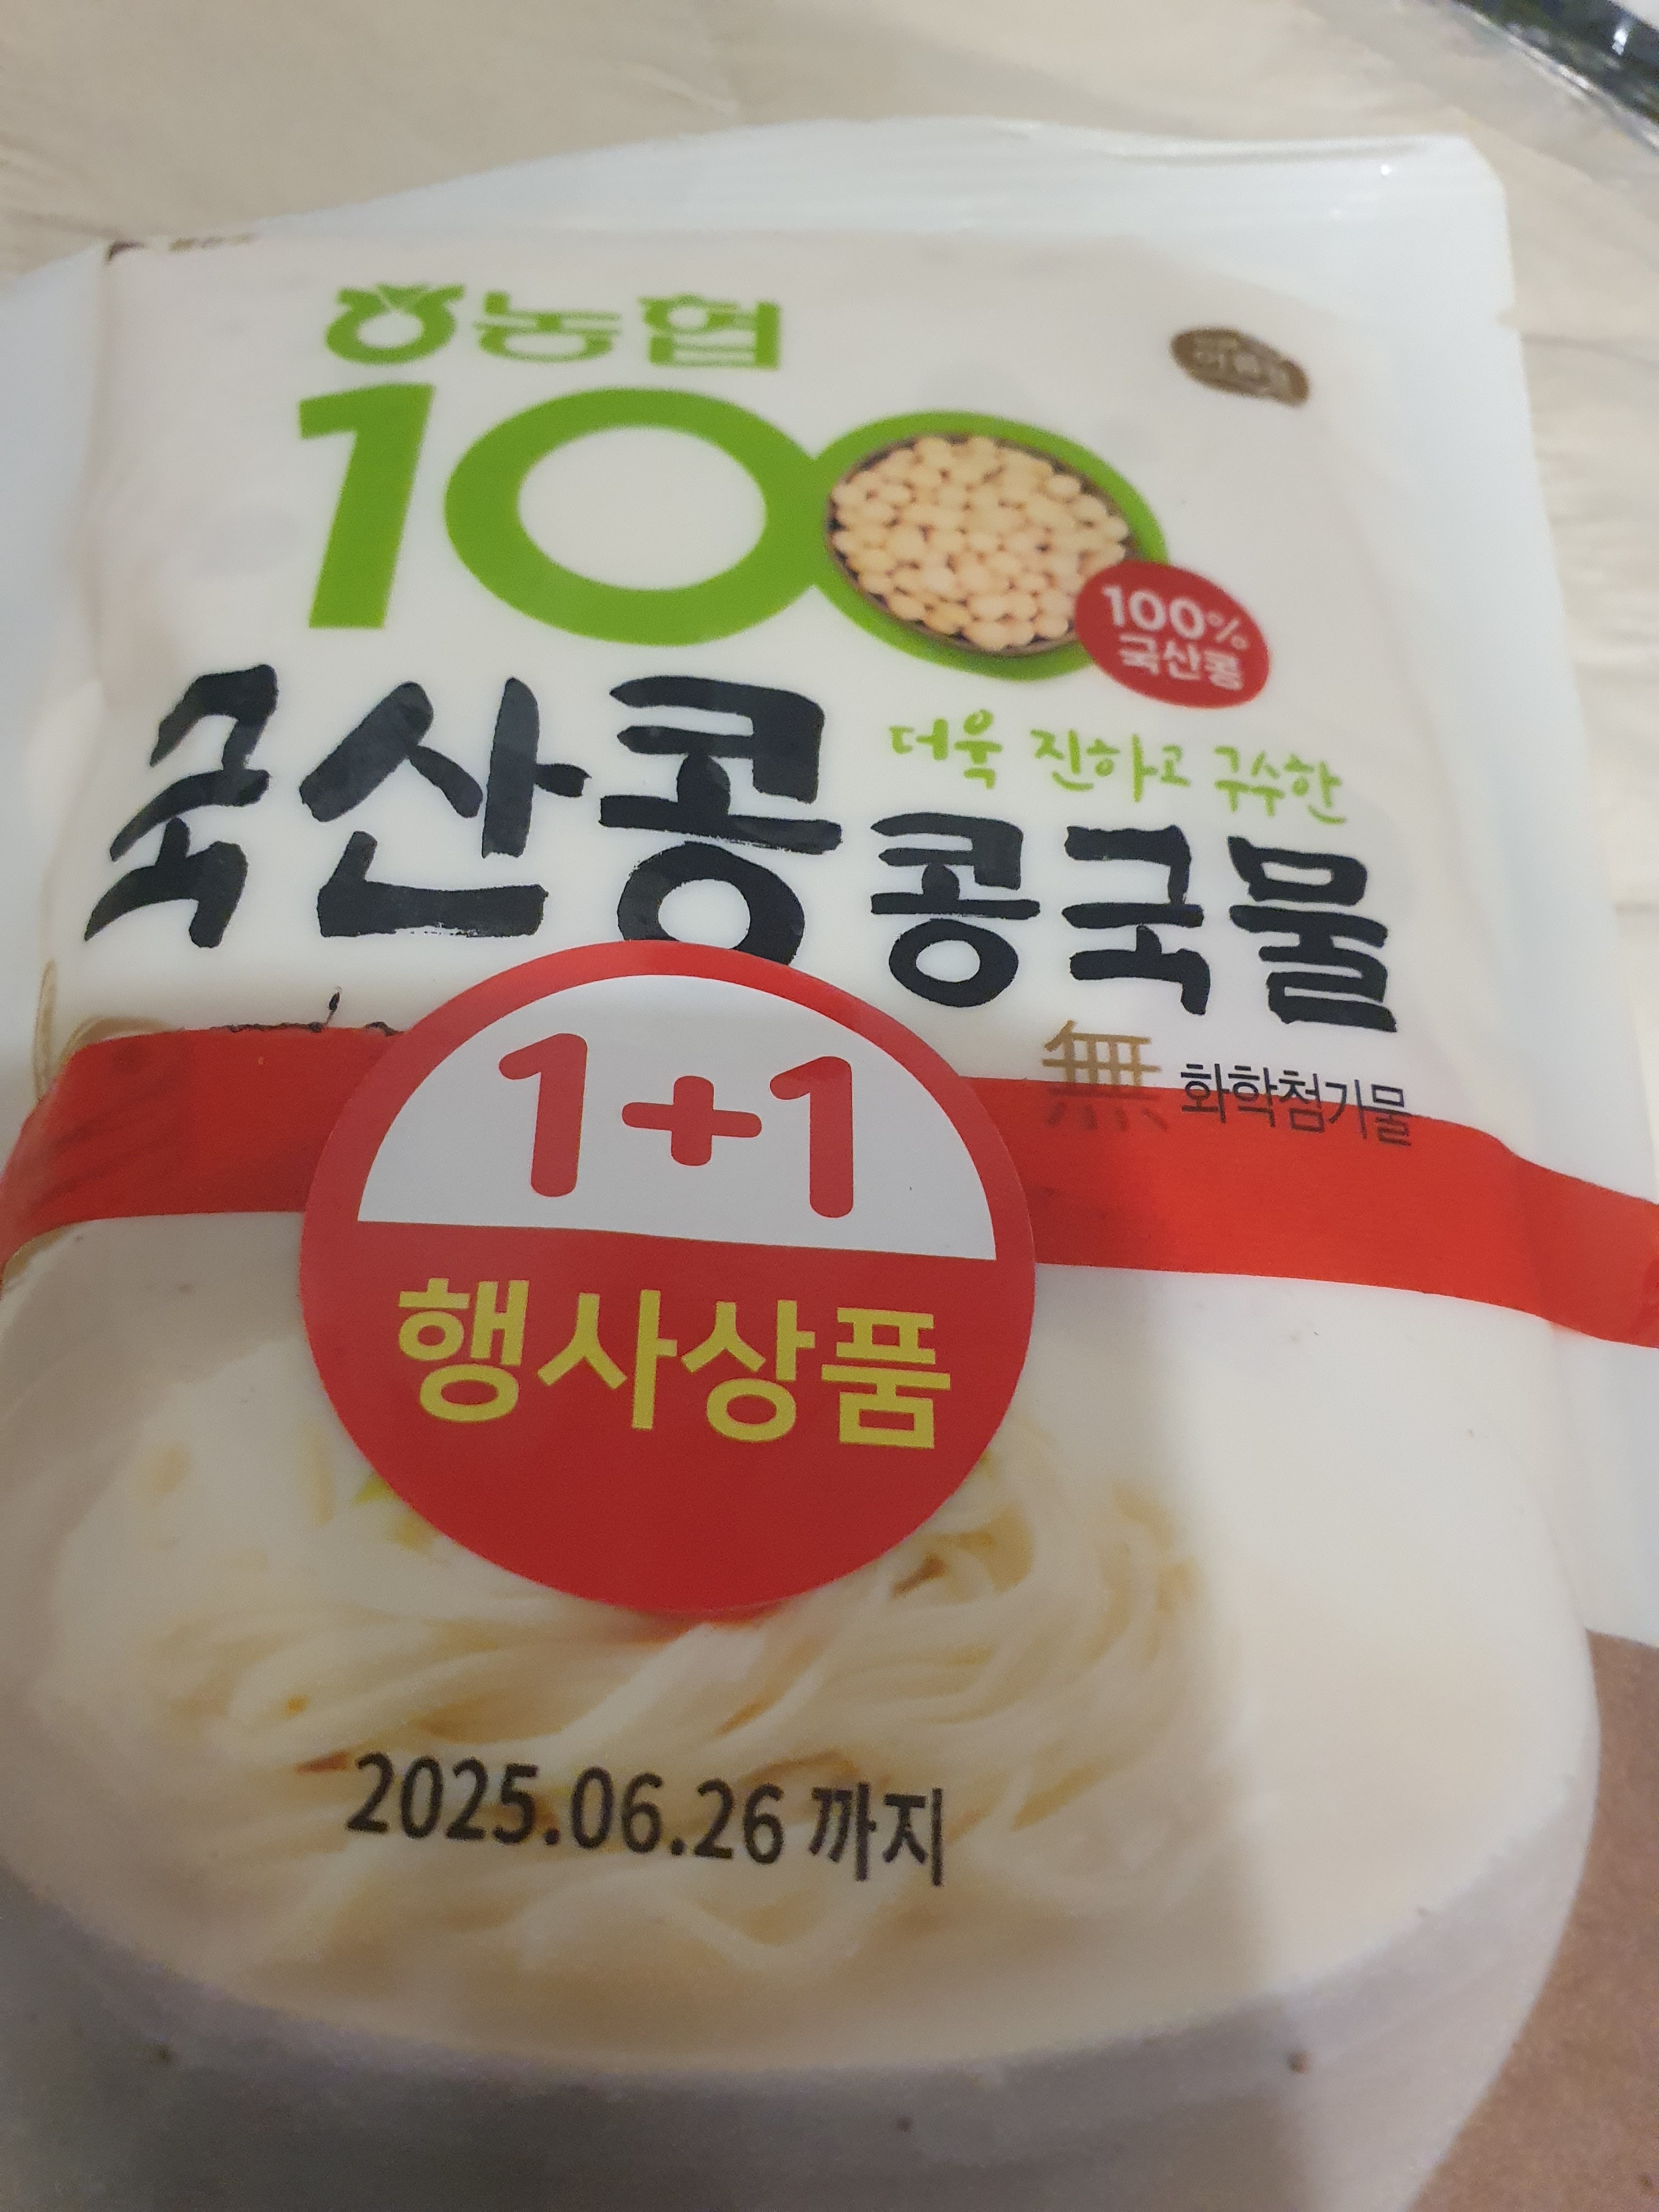 농협
100
100%
국산콩
더욱 진하고 구수한
국산콩 콩국물
無 화학첨가물
1+1
행사상품
2025.06.26 까지